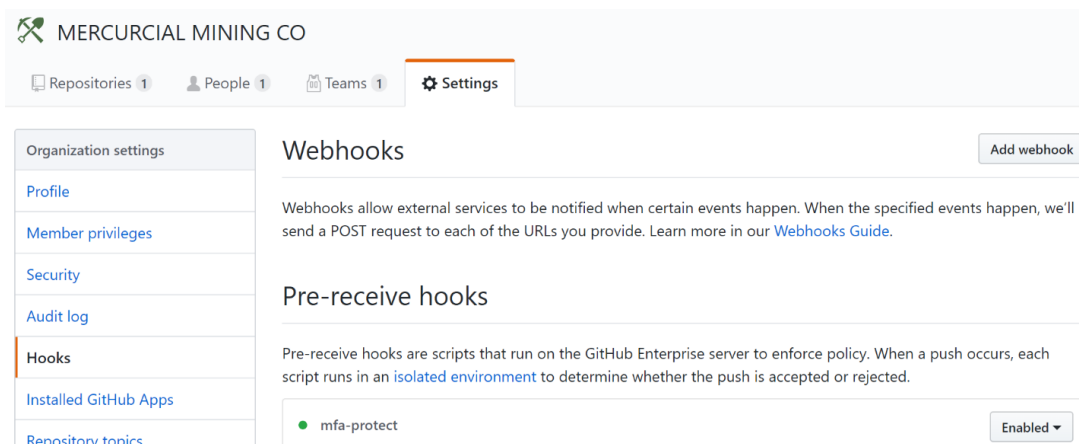 MERCURCIAL MINING CO
Repositories 1 People 1 Teams 1 Settings
Organization settings
Profile
Member privileges
Security
Audit log
Hooks
Installed GitHub Apps
Repository topics
Webhooks
Add webhook
Webhooks allow external services to be notified when certain events happen. When the specified events happen, we'll
send a POST request to each of the URLs you provide. Learn more in our Webhooks Guide.
Pre-receive hooks
Pre-receive hooks are scripts that run on the GitHub Enterprise server to enforce policy. When a push occurs, each
script runs in an isolated environment to determine whether the push is accepted or rejected.
mfa-protect
Enabled